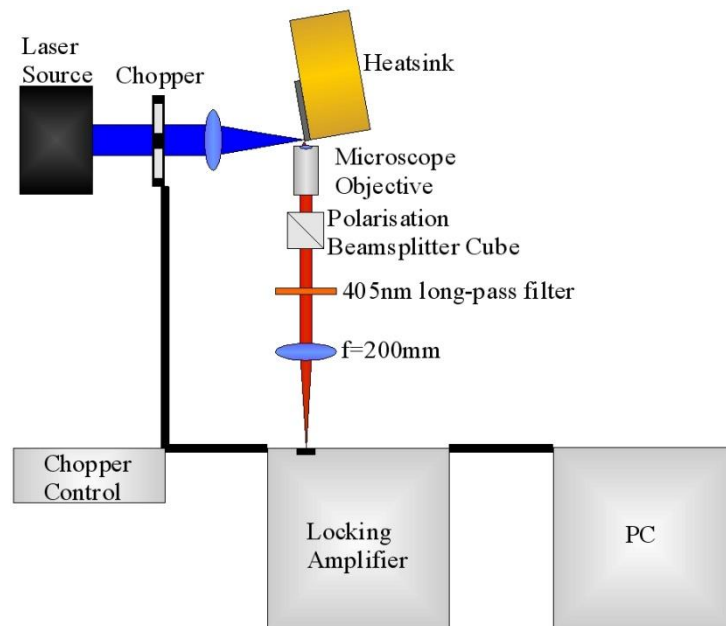 Laser
Source
Chopper
Heatsink
Microscope
Objective
Polarisation
Beamsplitter Cube
405nm long-pass filter
f=200mm
Chopper
Control
Locking
Amplifier
PC